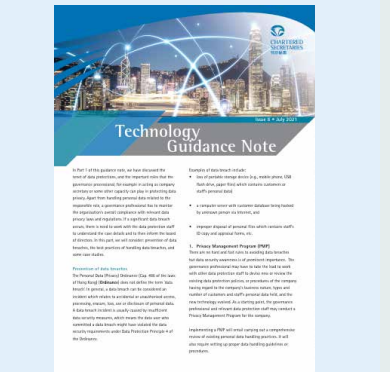 CHARTERED
SECRETARIES
特許秘書
Issue 8 • July 2021
Technology
Guidance Note
In Part 1 of this guidance note, we have discussed the
trend of data protections, and the important roles that the
governance professional, for example in acting as company
secretary or some other capacity can play in protecting data
privacy. Apart from handling personal data related to the
responsible role, a governance professional has to monitor
the organisation's overall compliance with relevant data
privacy laws and regulations. If a significant data breach
occurs, there is need to work with the data protection staff
to understand the case details and to then inform the board
of directors. In this part, we will consider prevention of data
breaches, the best practices of handling data breaches, and
some case studies.
Prevention of data breaches
The Personal Data (Privacy) Ordinance (Cap. 486 of the laws
of Hong Kong) (Ordinance) does not define the term 'data
breach'. In general, a data breach can be considered an
incident which relates to accidental or unauthorised access,
processing, erasure, loss, or use or disclosure of personal data.
A data breach incident is usually caused by insufficient
data security measures, which means the data user who
committed a data breach might have violated the data
security requirements under Data Protection Principle 4 of
the Ordinance.
Examples of data breach include:
• loss of portable storage device (e.g., mobile phone, USB
flash drive, paper files) which contains customers or
staff's personal data;
• a computer server with customer database being hacked
by unknown person via internet; and
• improper disposal of personal files which contain staff's
ID copy and appraisal forms, etc.
1. Privacy Management Program (PMP)
There are no hard and fast rules to avoiding data breaches
but data security awareness is of prominent importance. The
governance professional may have to take the lead to work
with other data protection staff to devise new or review the
existing data protection policies, or procedures of the company
having regard to the company's business nature, types and
number of customers and staff's personal data held, and the
new technology evolved. As a starting point, the governance
professional and relevant data protection staff may conduct a
Privacy Management Program for the company.
Implementing a PMP will entail carrying out a comprehensive
review of existing personal data handling practices. It will
also require setting up proper data handling guidelines or
procedures.